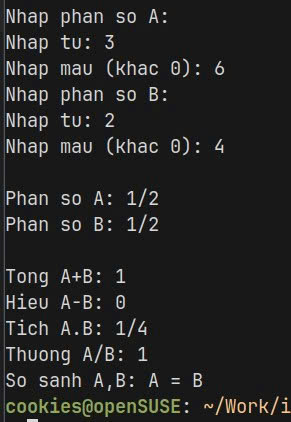 Nhap phan so A:
Nhap tu: 3
Nhap mau (khac 0): 6
Nhap phan so B:
Nhap tu: 2
Nhap mau (khac 0): 4
Phan so A: 1/2
Phan so B: 1/2
Tong A+B: 1
Hieu A-B: 0
Tich A.B: 1/4
Thuong A/B: 1
So sanh A,B: A = B
cookies@openSUSE: ~/Work/i